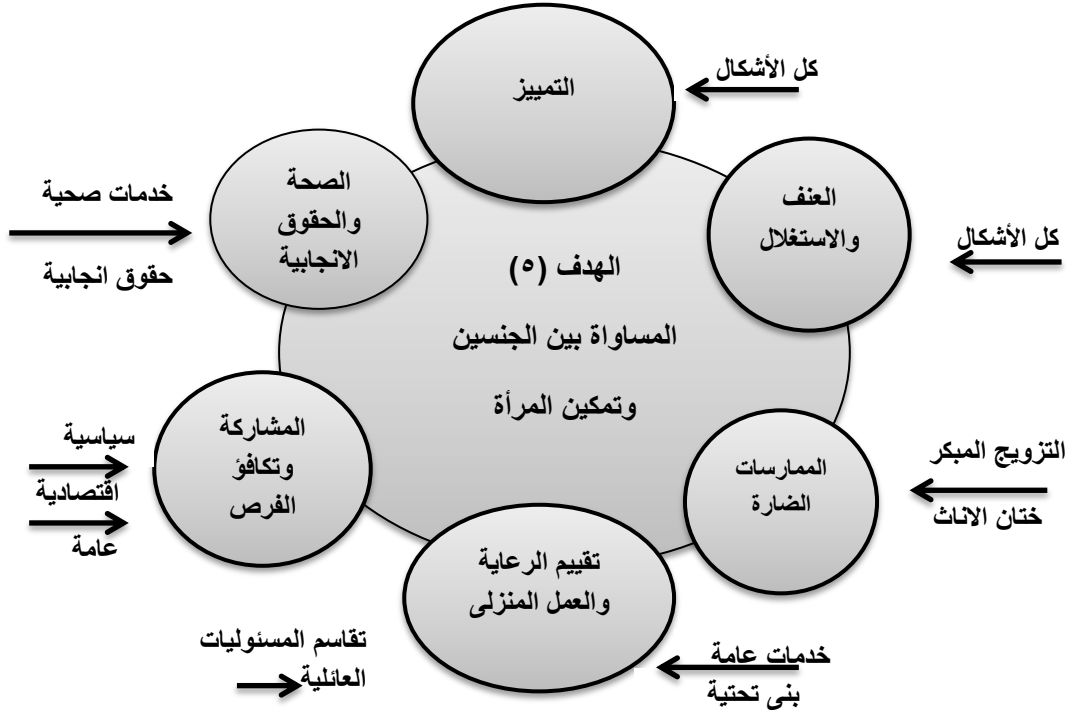 التمييز
كل الأشكال
العنف
والاستغلال
كل الأشكال
الصحة
والحقوق
الانجابية
خدمات صحية
حقوق انجابية
الهدف (٥)
المساواة بين الجنسين
وتمكين المرأة
المشاركة
وتكافؤ
الفرص
سياسية
اقتصادية
عامة
الممارسات
الضارة
التزويج المبكر
ختان الاناث
تقييم الرعاية
والعمل المنزلى
خدمات عامة
بنى تحتية
تقاسم المسئوليات
العائلية